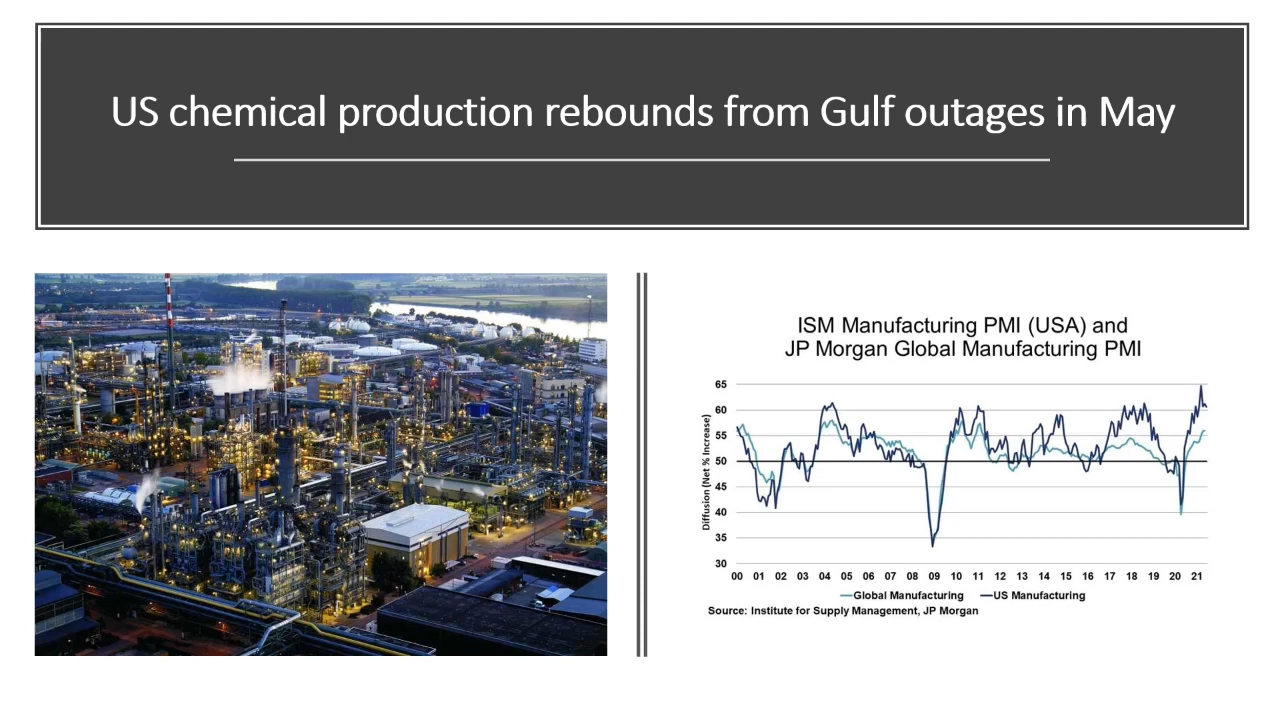 US chemical production rebounds from Gulf outages in May
ISM Manufacturing PMI (USA) and
JP Morgan Global Manufacturing PMI
Diffusion (Net % Increase)
65
60
55
50
45
40
35
30
00 01 02 03 04 05 06 07 08 09 10 11 12 13 14 15 16 17 18 19 20 21
Global Manufacturing US Manufacturing
Source: Institute for Supply Management, JP Morgan